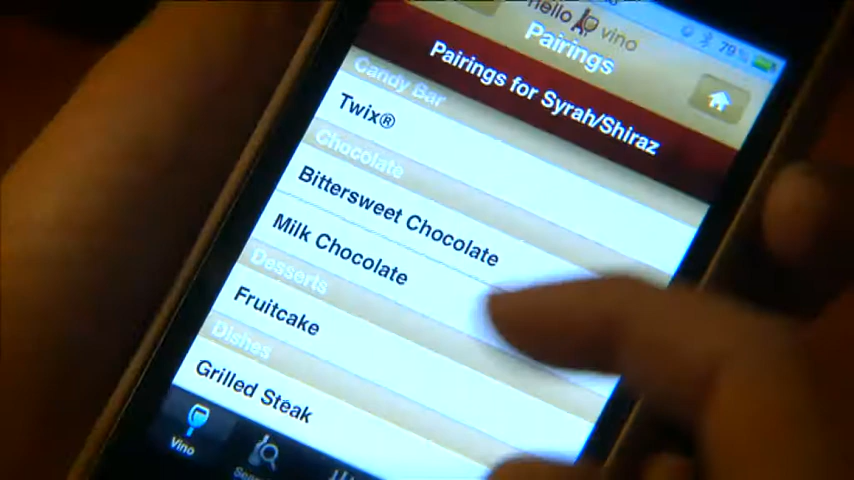 hello vino
79%
Pairings
Pairings for Syrah/Shiraz
Candy Bar
Twix®
Chocolate
Bittersweet Chocolate
Milk Chocolate
Desserts
Fruitcake
Dishes
Grilled Steak
Vino